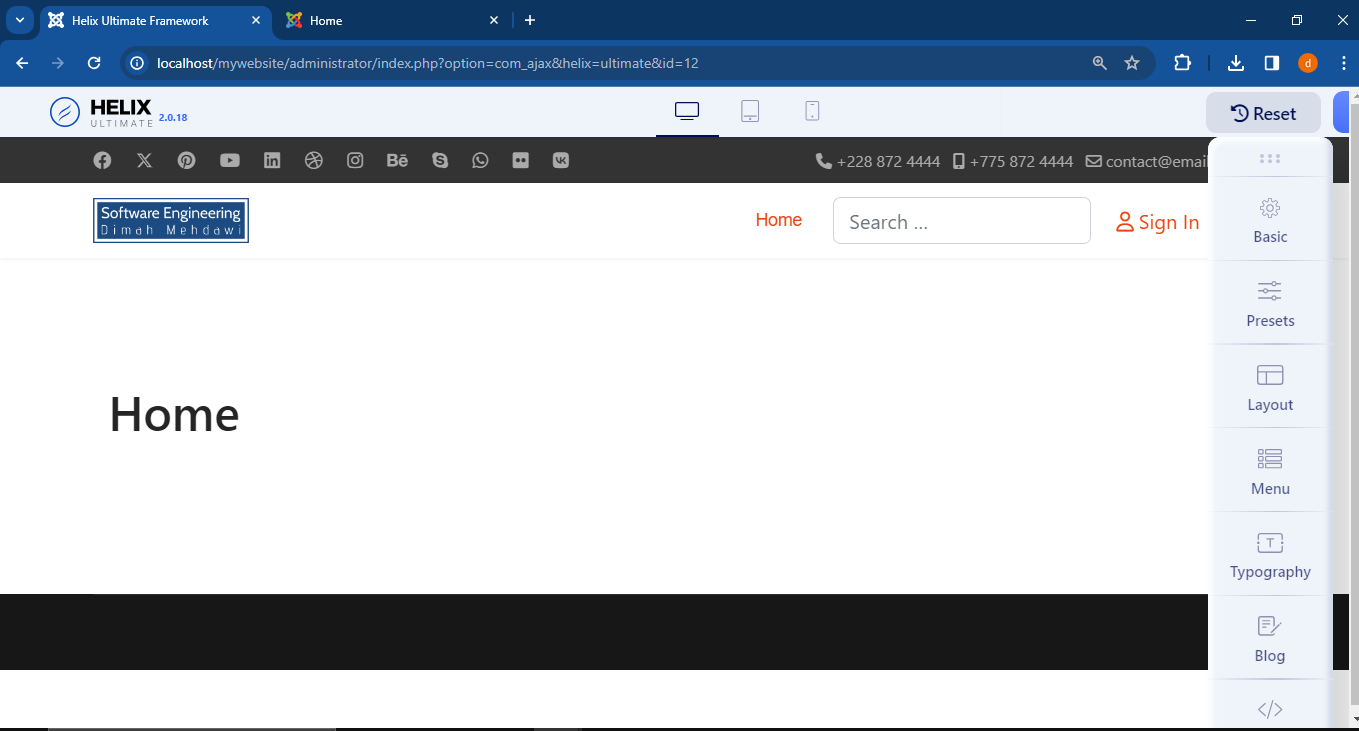 Helix Ultimate Framework
Home
localhost/mywebsite/administrator/index.php?option=com_ajax&helix=ultimate&id=12
d
HELIX
ULTIMATE 2.0.18
Reset
Bē
+228 872 4444
+775 872 4444
contact@email
Software Engineering
Dimah Mehdawi
Home
Search ...
Sign In
Basic
Presets
Layout
Menu
Typography
Blog
Home